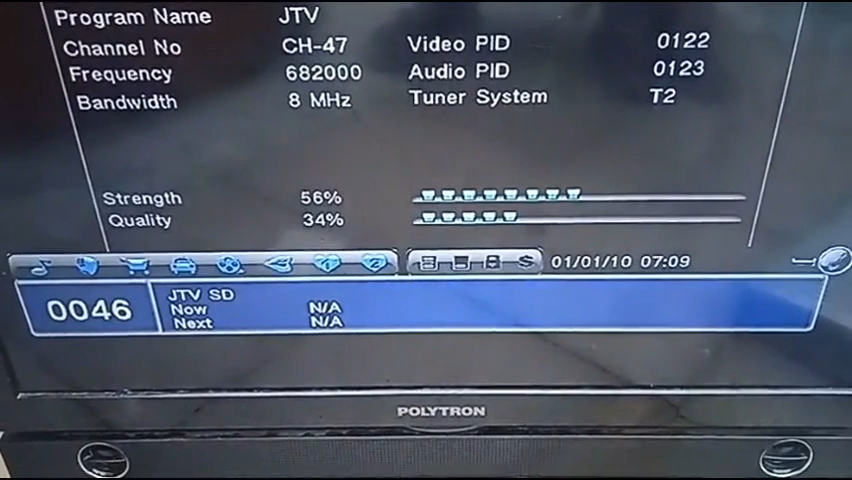 Program Name JTV
Channel No CH-47 Video PID 0122
Frequency 682000 Audio PID 0123
Bandwidth 8 MHz Tuner System T2
Strength 56%
Quality 34%
$ 01/01/10 07:09
0046
JTV SD
Now N/A
Next N/A
POLYTRON